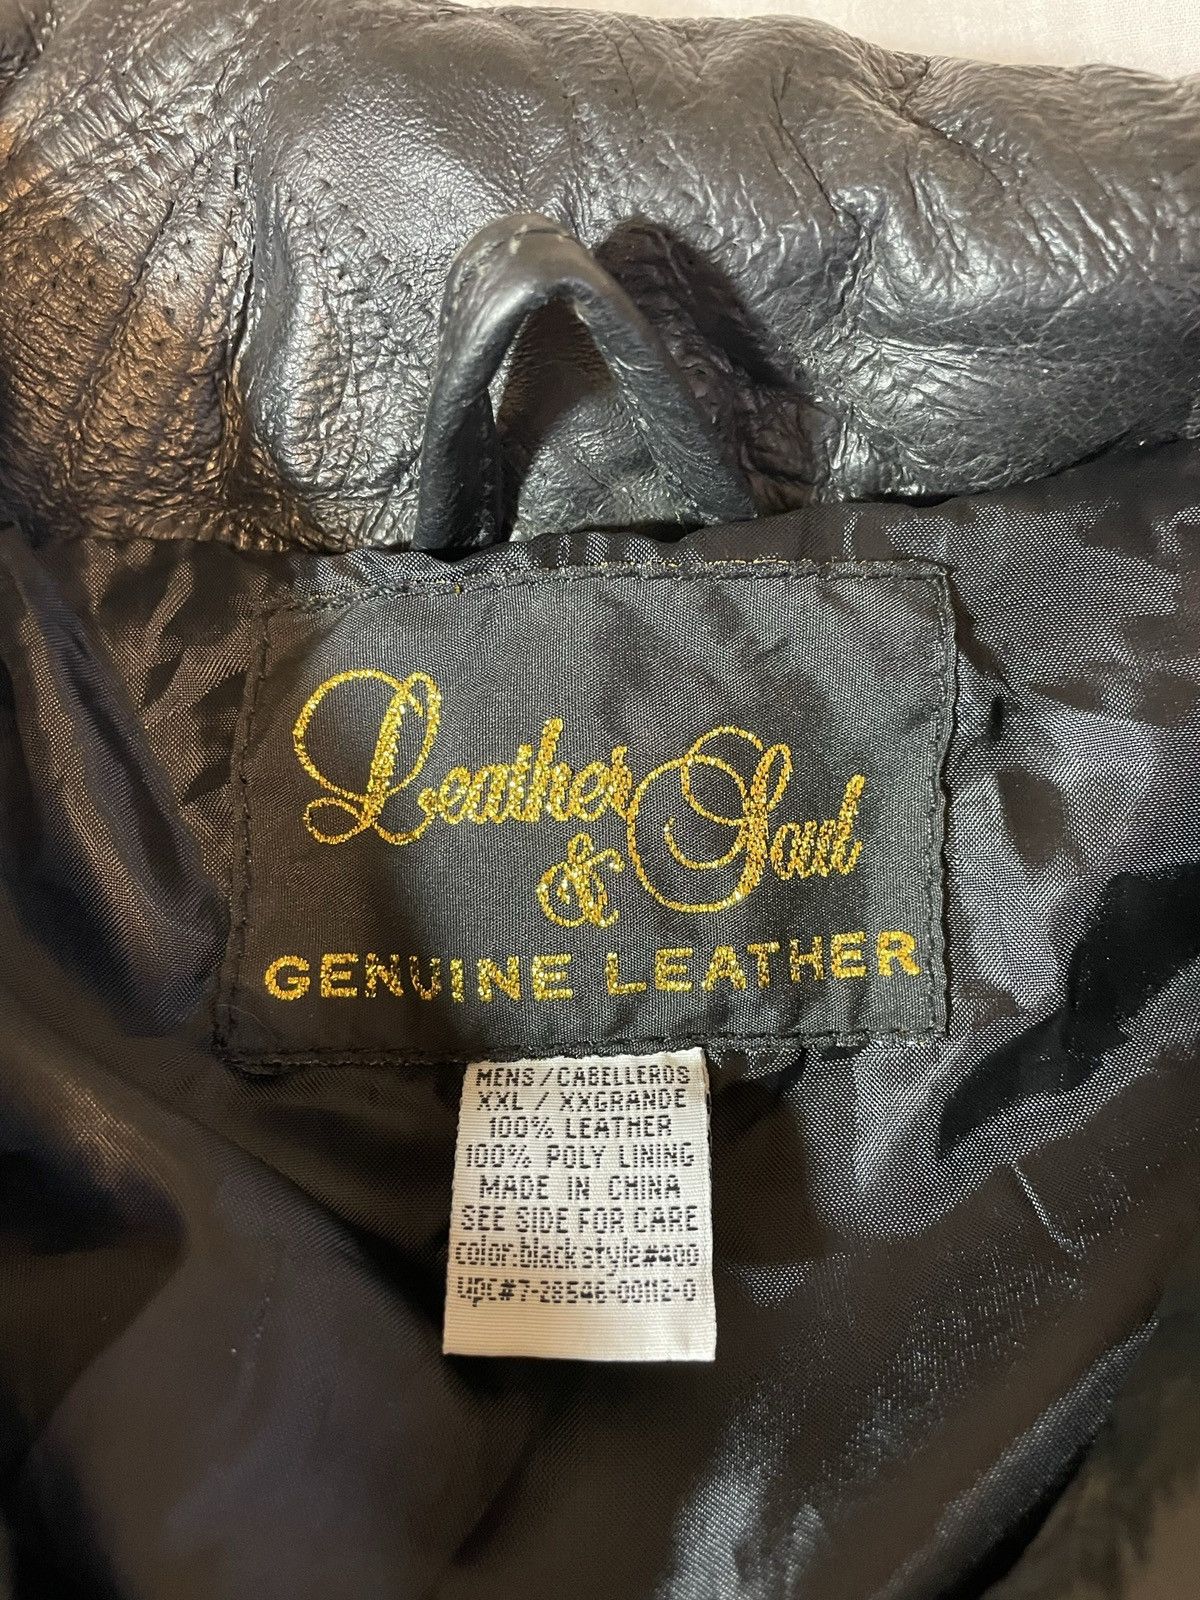 Leather Soul
&
GENUINE LEATHER
MENS/CABELLEROS
XXL / XXGRANDE
100% LEATHER
100% POLY LINING
MADE IN CHINA
SEE SIDE FOR CARE
color:black style#400
UPC#7-28546-00112-0